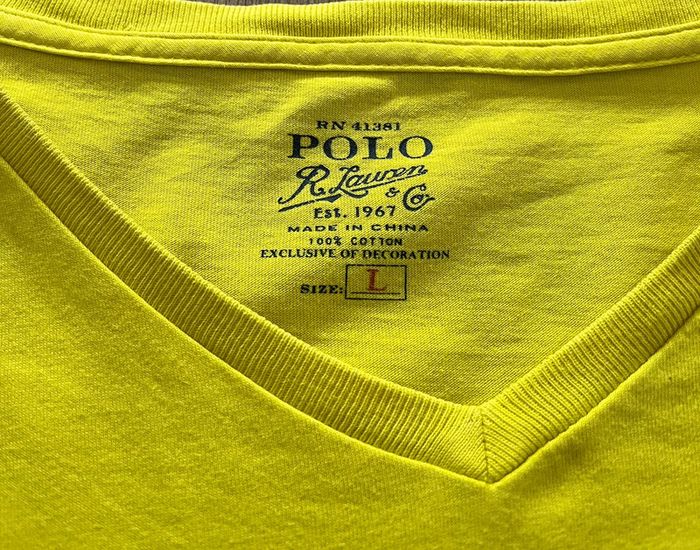 RN 41381
POLO
R. Lauren
& Co
Est. 1967
MADE IN CHINA
100% COTTON
EXCLUSIVE OF DECORATION
SIZE: L